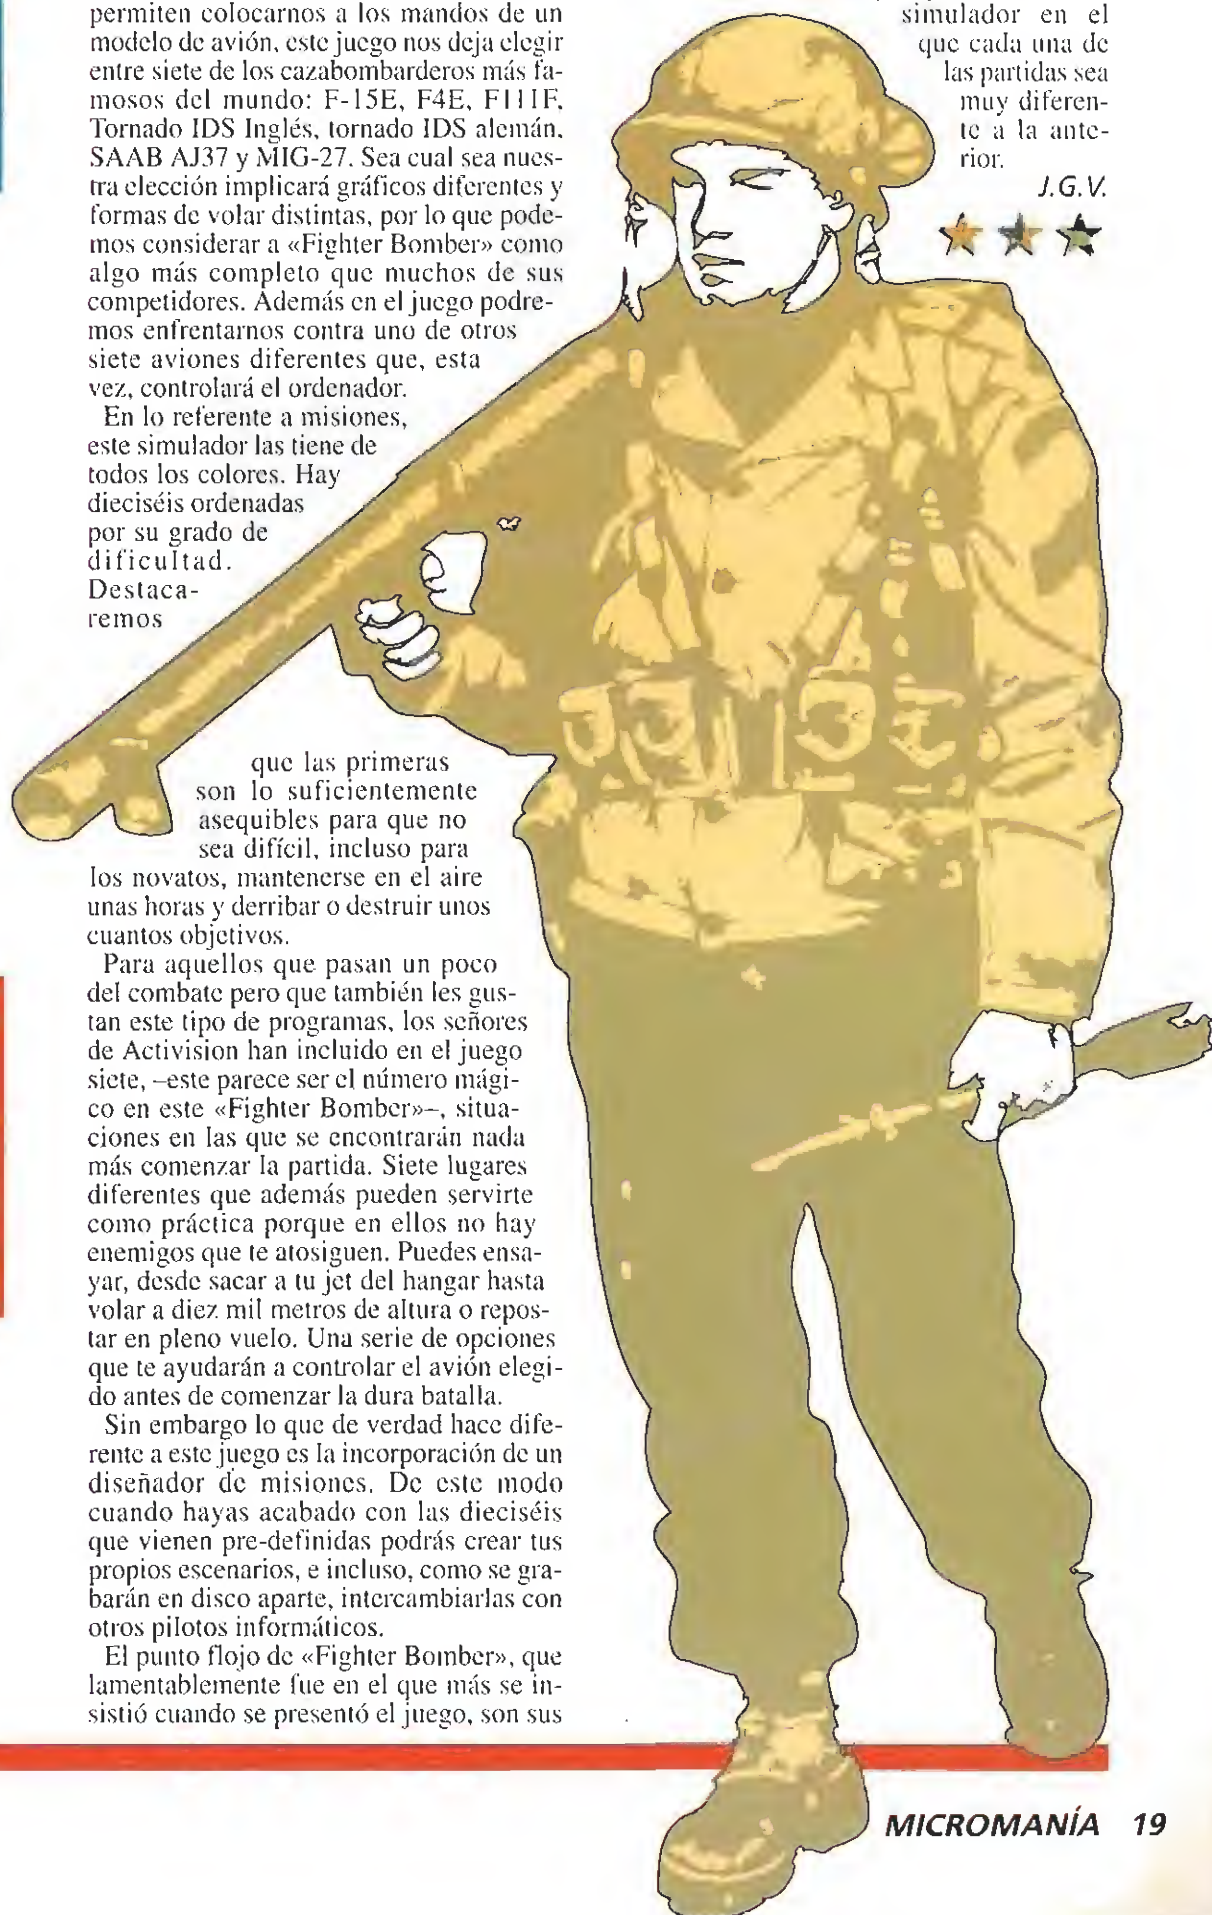 permiten colocarnos a los mandos de un
modelo de avión, este juego nos deja elegir
entre siete de los cazabombarderos más fa-
mosos del mundo: F-15E, F4E, F111F,
Tornado IDS Inglés, tornado IDS alemán,
SAAB AJ37 y MIG-27. Sea cual sea nues-
tra elección implicará gráficos diferentes y
formas de volar distintas, por lo que pode-
mos considerar a «Fighter Bomber» como
algo más completo que muchos de sus
competidores. Además en el juego podre-
mos enfrentarnos contra uno de otros
siete aviones diferentes que, esta
vez, controlará el ordenador.
En lo referente a misiones,
este simulador las tiene de
todos los colores. Hay
dieciséis ordenadas
por su grado de
dificultad.
Destaca-
remos
que las primeras
son lo suficientemente
asequibles para que no
sea difícil, incluso para
los novatos, mantenerse en el aire
unas horas y derribar o destruir unos
cuantos objetivos.
Para aquellos que pasan un poco
del combate pero que también les gus-
tan este tipo de programas, los señores
de Activision han incluido en el juego
siete, –este parece ser el número mági-
co en este «Fighter Bomber»–, situa-
ciones en las que se encontrarán nada
más comenzar la partida. Siete lugares
diferentes que además pueden servirte
como práctica porque en ellos no hay
enemigos que te atosiguen. Puedes ensa-
yar, desde sacar a tu jet del hangar hasta
volar a diez mil metros de altura o repos-
tar en pleno vuelo. Una serie de opciones
que te ayudarán a controlar el avión elegi-
do antes de comenzar la dura batalla.
Sin embargo lo que de verdad hace dife-
rente a este juego es la incorporación de un
diseñador de misiones. De este modo
cuando hayas acabado con las dieciséis
que vienen pre-definidas podrás crear tus
propios escenarios, e incluso, como se gra-
barán en disco aparte, intercambiarlas con
otros pilotos informáticos.
El punto flojo de «Fighter Bomber», que
lamentablemente fue en el que más se in-
sistió cuando se presentó el juego, son sus
simulador en el
que cada una de
las partidas sea
muy diferen-
te a la ante-
rior.
J.G.V.
MICROMANÍA 19